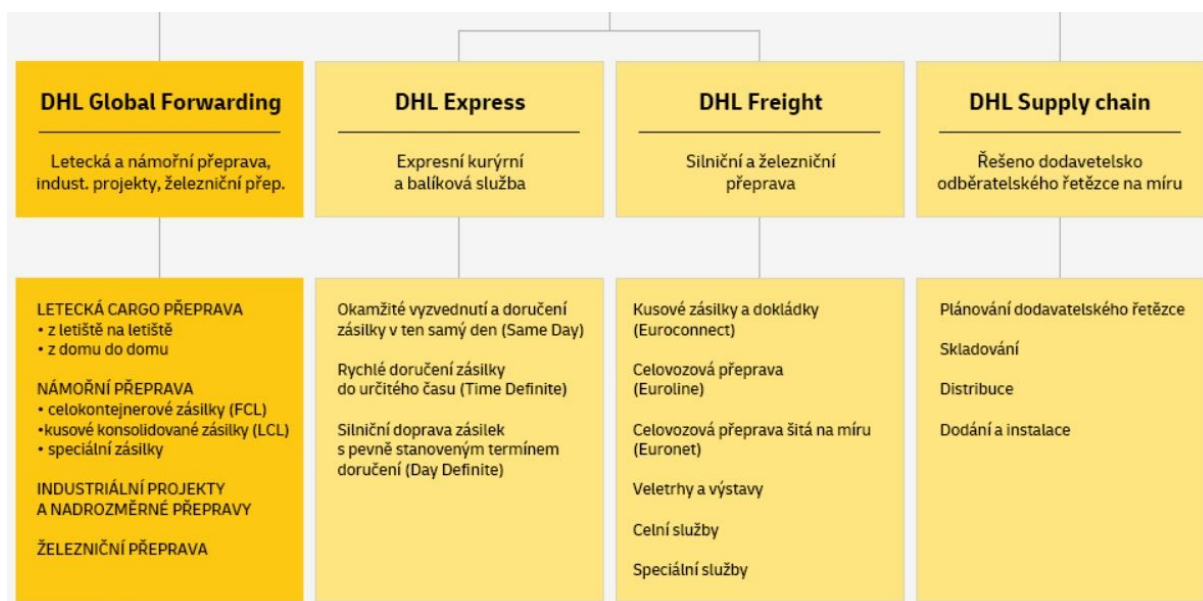 DHL Global Forwarding
Letecká a námořní přeprava,
indust. projekty, železniční přep.
DHL Express
Expresní kurýrní
a balíková služba
DHL Freight
Silniční a železniční
přeprava
DHL Supply chain
Řešeno dodavetelsko
odběratelského řetězce na míru
LETECKÁ CARGO PŘEPRAVA
• z letiště na letiště
• z domu do domu
NÁMOŘNÍ PŘEPRAVA
• celokontejnerové zásilky (FCL)
•kusové konsolidované zásilky (LCL)
• speciální zásilky
INDUSTRIÁLNÍ PROJEKTY
A NADROZMĚRNÉ PŘEPRAVY
ŽELEZNIČNÍ PŘEPRAVA
Okamžité vyzvednutí a doručení
zásilky v ten samý den (Same Day)
Rychlé doručení zásilky
do určitého času (Time Definite)
Silniční doprava zásilek
s pevně stanoveným termínem
doručení (Day Definite)
Kusové zásilky a dokládky
(Euroconnect)
Celovozová přeprava
(Euroline)
Celovozová přeprava šitá na míru
(Euronet)
Veletrhy a výstavy
Celní služby
Speciální služby
Plánování dodavatelského řetězce
Skladování
Distribuce
Dodání a instalace